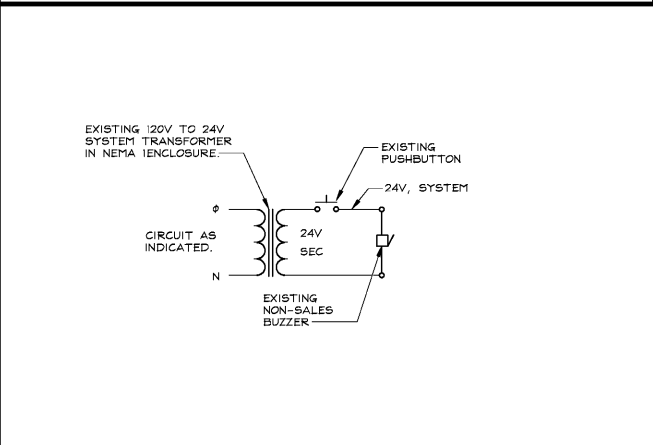 EXISTING 120V TO 24V
SYSTEM TRANSFORMER
IN NEMA 1ENCLOSURE.
EXISTING
PUSHBUTTON
24V, SYSTEM
Φ
CIRCUIT AS
INDICATED.
N
24V
SEC
EXISTING
NON-SALES
BUZZER